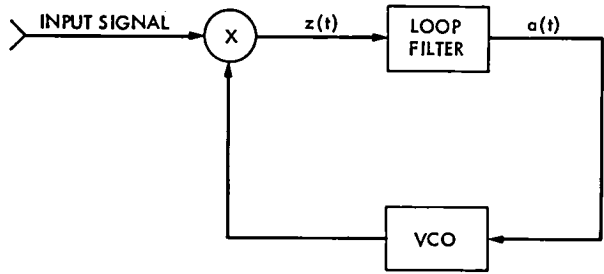 INPUT SIGNAL
X
z(t)
LOOP
FILTER
a(t)
VCO